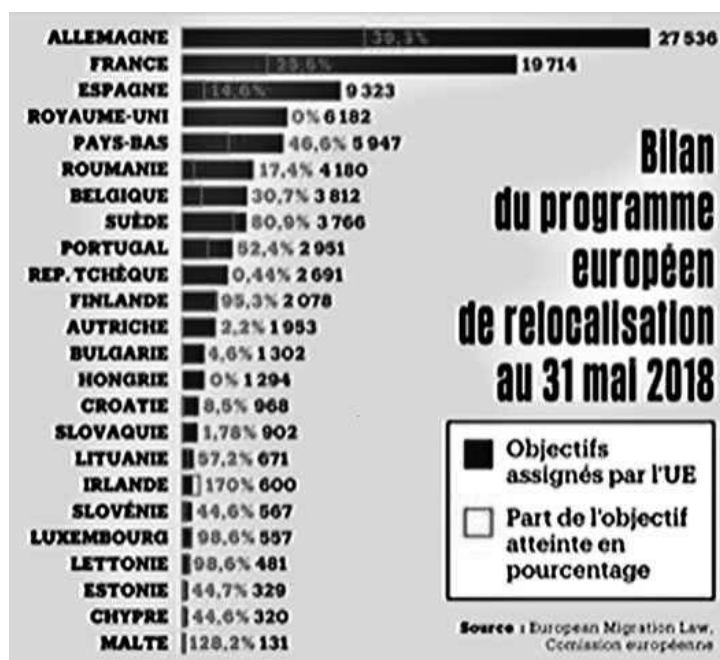 ALLEMAGNE 39,3% 27 536
FRANCE 25,5% 19 714
ESPAGNE 14,6% 9 323
ROYAUME-UNI 0% 6 182
PAYS-BAS 46,6% 5 947
ROUMANIE 17,4% 4 180
BELGIQUE 30,7% 3 812
SUÈDE 80,9% 3 766
PORTUGAL 52,4% 2 951
REP. TCHÈQUE 0,44% 2 691
FINLANDE 95,3% 2 078
AUTRICHE 2,2% 1 953
BULGARIE 4,6% 1 302
HONGRIE 0% 1 294
CROATIE 8,5% 968
SLOVAQUIE 1,78% 902
LITUANIE 57,2% 671
IRLANDE 170% 600
SLOVÉNIE 44,6% 567
LUXEMBOURG 98,6% 557
LETTONIE 98,6% 481
ESTONIE 44,7% 329
CHYPRE 44,6% 320
MALTE 128,2% 131
Bilan
du programme
européen
de relocalisation
au 31 mai 2018
Objectifs
assignés par l'UE
Part de l'objectif
atteinte en
pourcentage
Source : European Migration Law,
Comission européenne